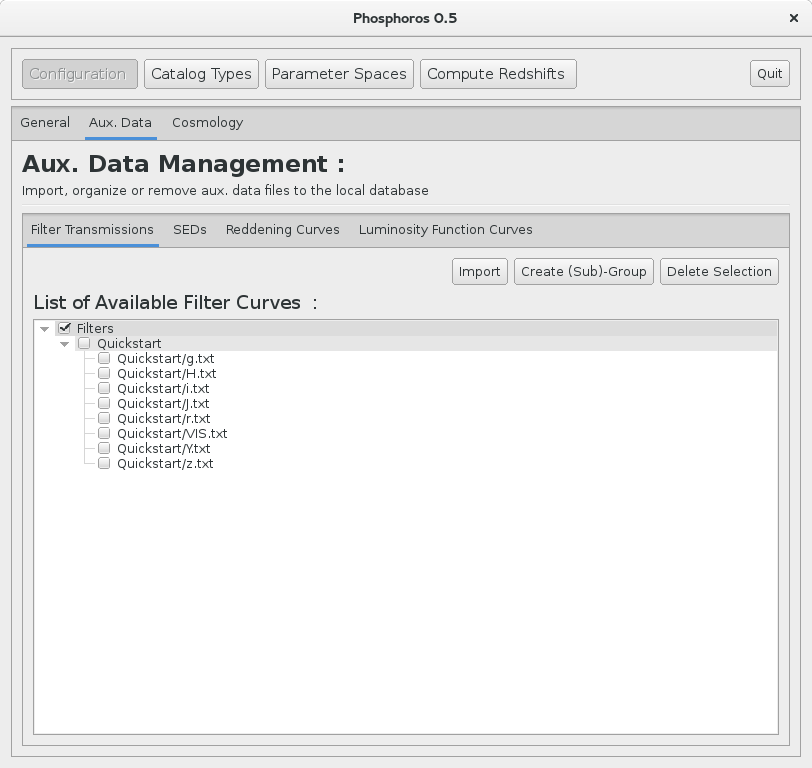 Phosphoros 0.5
Configuration Catalog Types Parameter Spaces Compute Redshifts Quit
General Aux. Data Cosmology
Aux. Data Management :
Import, organize or remove aux. data files to the local database
Filter Transmissions SEDs Reddening Curves Luminosity Function Curves
Import Create (Sub)-Group Delete Selection
List of Available Filter Curves :
Filters
Quickstart
Quickstart/g.txt
Quickstart/H.txt
Quickstart/i.txt
Quickstart/J.txt
Quickstart/r.txt
Quickstart/VIS.txt
Quickstart/Y.txt
Quickstart/z.txt